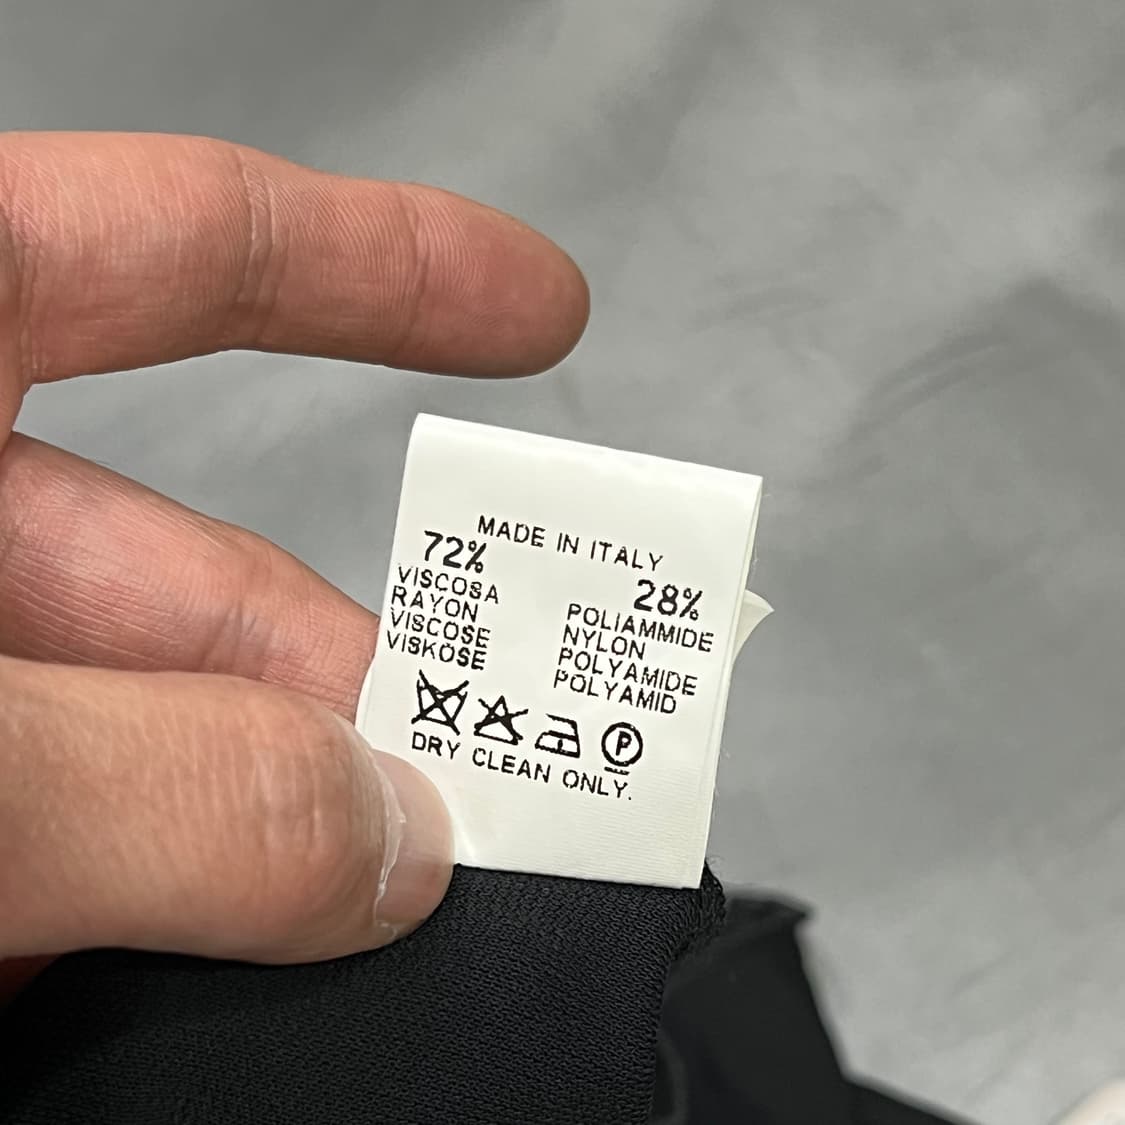 MADE IN ITALY
72%
VISCOSA
RAYON
VISCOSE
VISKOSE
28%
POLIAMMIDE
NYLON
POLYAMIDE
POLYAMID
P
DRY CLEAN ONLY.